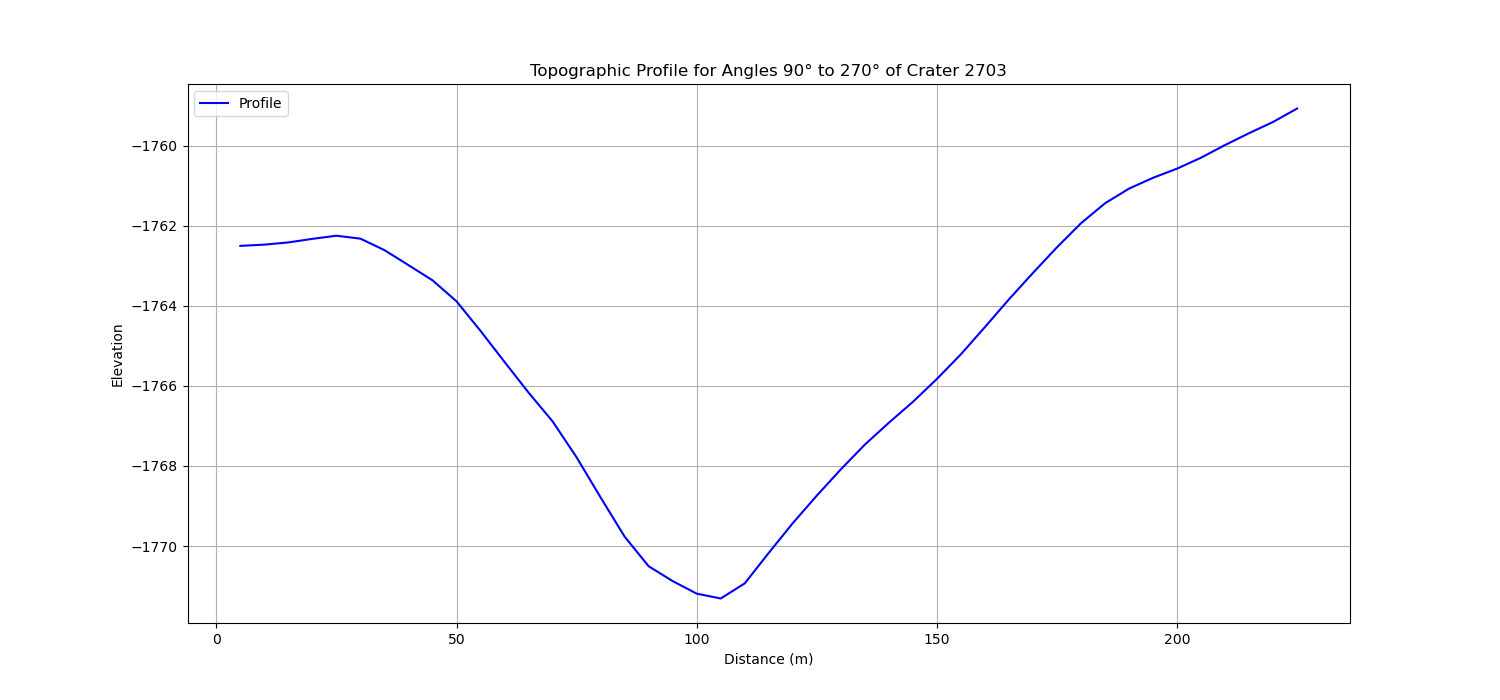 Topographic Profile for Angles 90° to 270° of Crater 2703
Profile
−1760
−1762
−1764
−1766
−1768
−1770
Elevation
0
50
100
150
200
Distance (m)